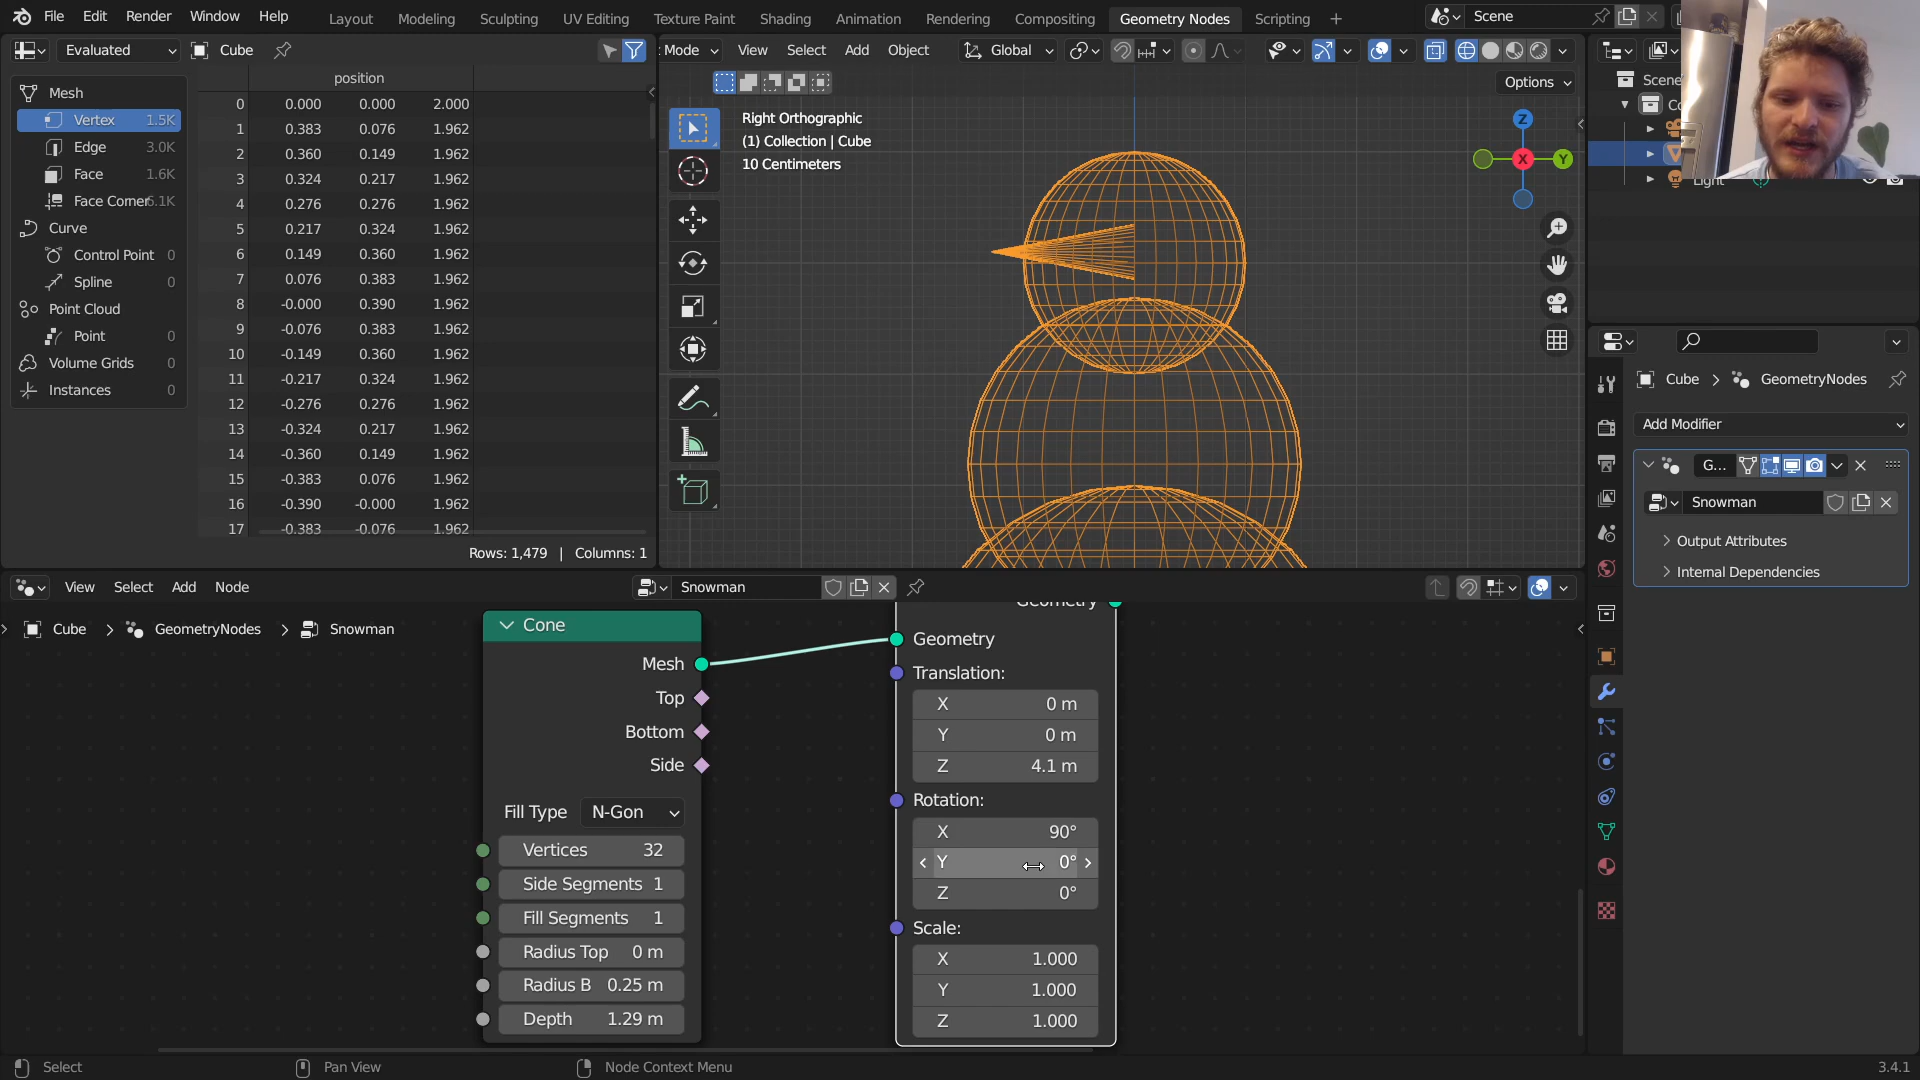 File Edit Render Window Help Layout Modeling Sculpting UV Editing Texture Paint Shading Animation Rendering Compositing Geometry Nodes Scripting + Scene
Evaluated Cube
Mode View Select Add Object Global
Options
position
Mesh
Vertex 1.5K
Edge 3.0K
Face 1.6K
Face Corner 6.1K
Curve
Control Point 0
Spline 0
Point Cloud
Point 0
Volume Grids 0
Instances 0
0 0.000 0.000 2.000
1 0.383 0.076 1.962
2 0.360 0.149 1.962
3 0.324 0.217 1.962
4 0.276 0.276 1.962
5 0.217 0.324 1.962
6 0.149 0.360 1.962
7 0.076 0.383 1.962
8 -0.000 0.390 1.962
9 -0.076 0.383 1.962
10 -0.149 0.360 1.962
11 -0.217 0.324 1.962
12 -0.276 0.276 1.962
13 -0.324 0.217 1.962
14 -0.360 0.149 1.962
15 -0.383 0.076 1.962
16 -0.390 -0.000 1.962
17 -0.383 -0.076 1.962
Rows: 1,479 | Columns: 1
Right Orthographic
(1) Collection | Cube
10 Centimeters
Z
X
Y
Scene
Light
Cube > GeometryNodes
Add Modifier
G...
Snowman
Output Attributes
Internal Dependencies
View Select Add Node Snowman
Cube > GeometryNodes > Snowman
Cone
Mesh
Top
Bottom
Side
Fill Type N-Gon
Vertices 32
Side Segments 1
Fill Segments 1
Radius Top 0 m
Radius B 0.25 m
Depth 1.29 m
Geometry
Geometry
Translation:
X 0 m
Y 0 m
Z 4.1 m
Rotation:
X 90°
Y 0°
Z 0°
Scale:
X 1.000
Y 1.000
Z 1.000
Select Pan View Node Context Menu 3.4.1